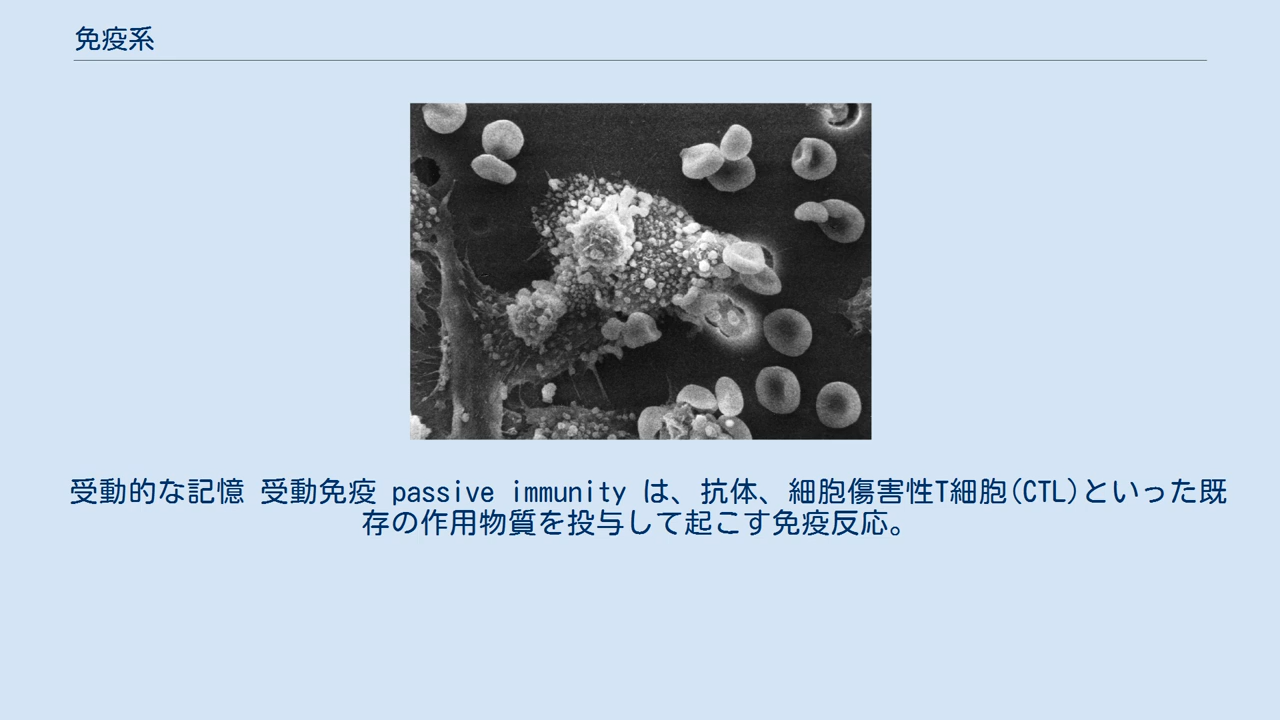 免疫系
受動的な記憶 受動免疫 passive immunity は、抗体、細胞傷害性T細胞(CTL)といった既
存の作用物質を投与して起こす免疫反応。